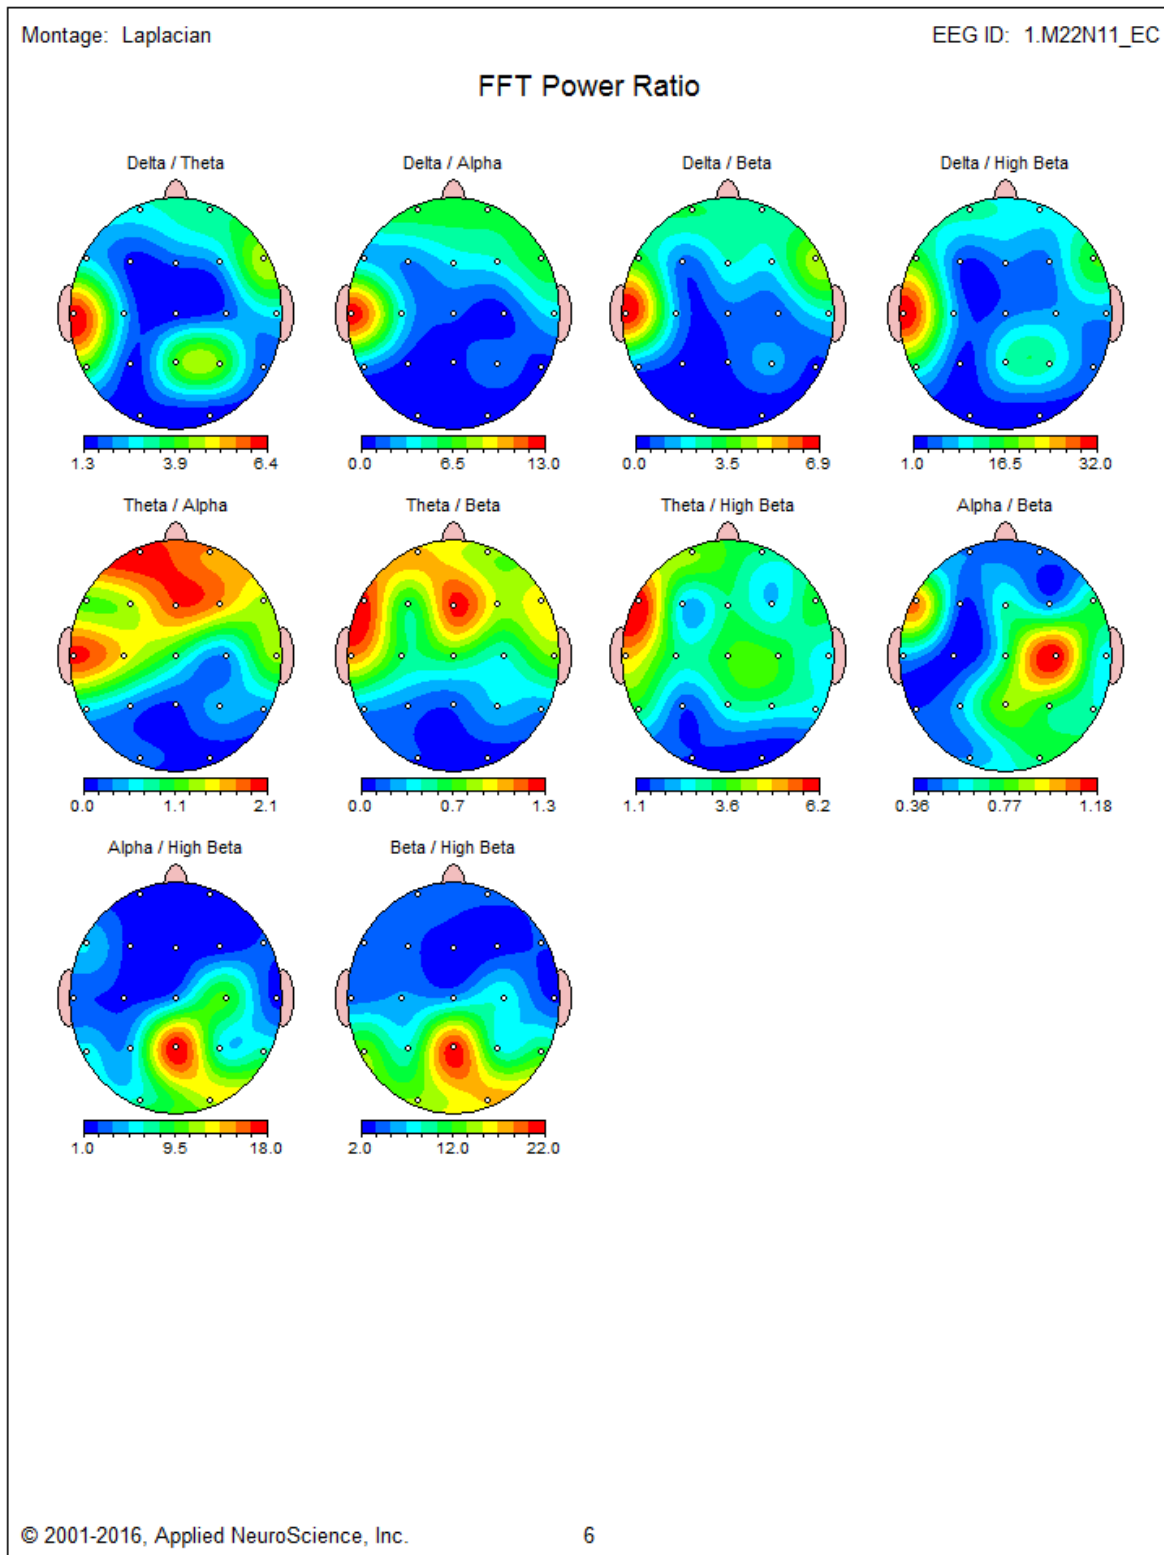 Montage: Laplacian EEG ID: 1.M22N11_EC
FFT Power Ratio
Delta / Theta Delta / Alpha Delta / Beta Delta / High Beta
1.3 3.9 6.4 0.0 6.5 13.0 0.0 3.5 6.9 1.0 16.5 32.0
Theta / Alpha Theta / Beta Theta / High Beta Alpha / Beta
0.0 1.1 2.1 0.0 0.7 1.3 1.1 3.6 6.2 0.36 0.77 1.18
Alpha / High Beta Beta / High Beta
1.0 9.5 18.0 2.0 12.0 22.0
© 2001-2016, Applied NeuroScience, Inc. 6